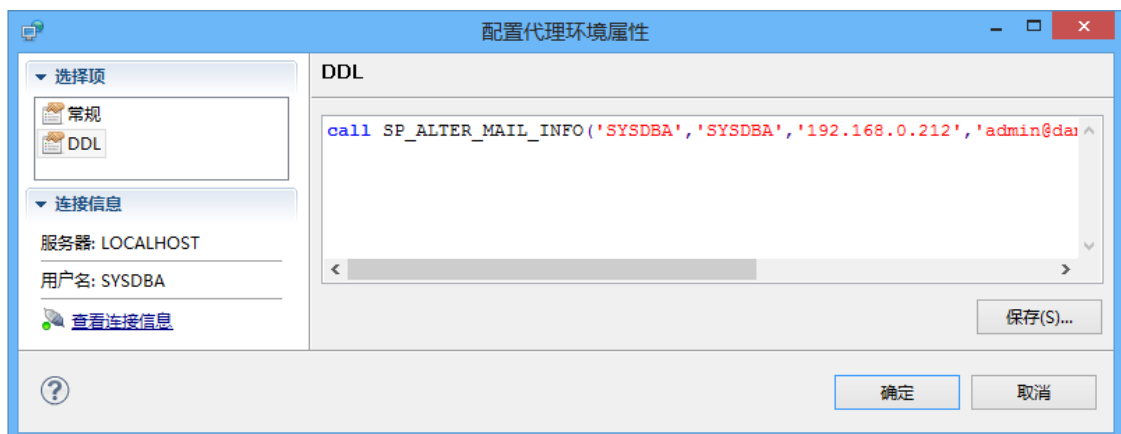 配置代理环境属性
选择项
常规
DDL
连接信息
服务器: LOCALHOST
用户名: SYSDBA
查看连接信息
DDL
call SP_ALTER_MAIL_INFO('SYSDBA','SYSDBA','192.168.0.212','admin@da
保存(S)...
确定
取消